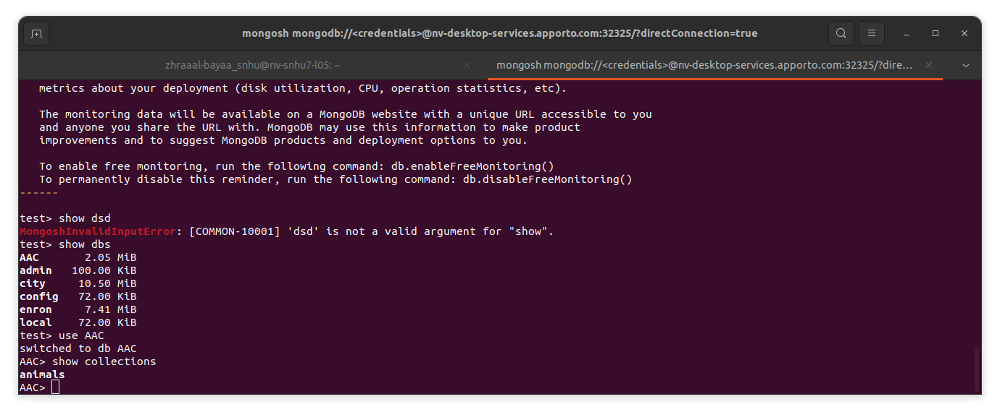 mongosh mongodb://<credentials>@nv-desktop-services.apporto.com:32325/?directConnection=true
zhraaal-bayaa_snhu@nv-snhu7-l05: ~
mongosh mongodb://<credentials>@nv-desktop-services.apporto.com:32325/?dire...
metrics about your deployment (disk utilization, CPU, operation statistics, etc).
The monitoring data will be available on a MongoDB website with a unique URL accessible to you
and anyone you share the URL with. MongoDB may use this information to make product
improvements and to suggest MongoDB products and deployment options to you.
To enable free monitoring, run the following command: db.enableFreeMonitoring()
To permanently disable this reminder, run the following command: db.disableFreeMonitoring()
------
test> show dsd
MongoshInvalidInputError: [COMMON-10001] 'dsd' is not a valid argument for "show".
test> show dbs
AAC       2.05 MiB
admin   100.00 KiB
city     10.50 MiB
config   72.00 KiB
enron     7.41 MiB
local    72.00 KiB
test> use AAC
switched to db AAC
AAC> show collections
animals
AAC>